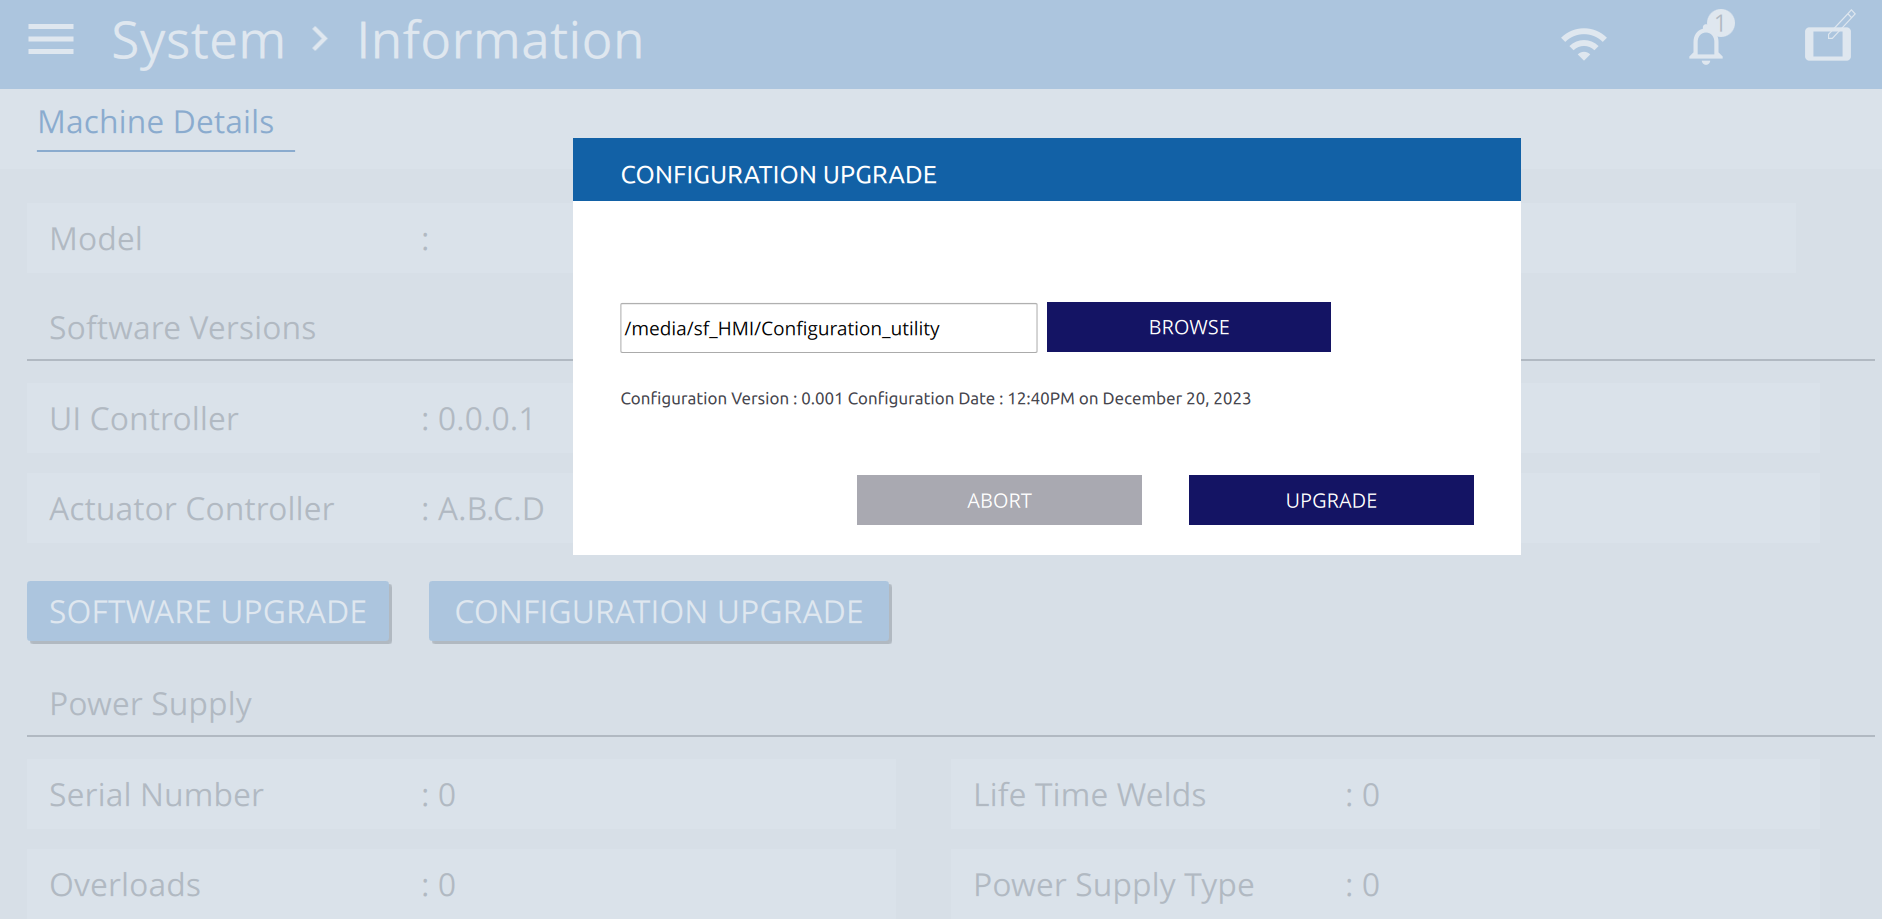 System > Information
1
Machine Details
CONFIGURATION UPGRADE
Model :
/media/sf_HMI/Configuration_utility BROWSE
Software Versions
Configuration Version : 0.001 Configuration Date : 12:40PM on December 20, 2023
UI Controller : 0.0.0.1
Actuator Controller : A.B.C.D
ABORT UPGRADE
SOFTWARE UPGRADE CONFIGURATION UPGRADE
Power Supply
Serial Number : 0 Life Time Welds : 0
Overloads : 0 Power Supply Type : 0